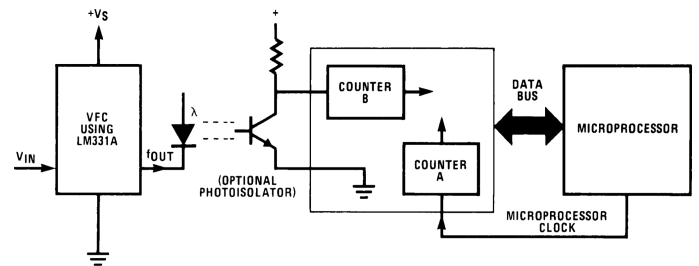 +VS
VFC
USING
LM331A
VIN
fOUT
λ
+
(OPTIONAL
PHOTOISOLATOR)
COUNTER
B
COUNTER
A
DATA
BUS
MICROPROCESSOR
MICROPROCESSOR
CLOCK